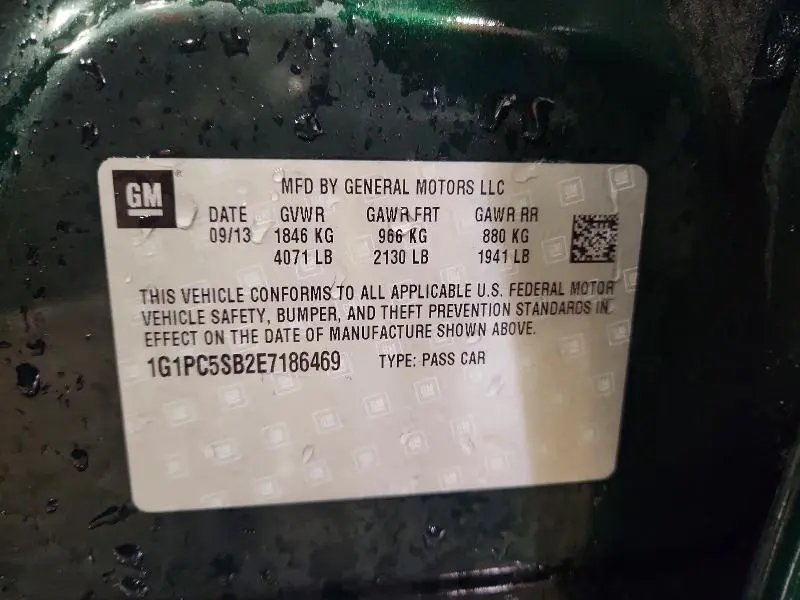 GM
MFD BY GENERAL MOTORS LLC
DATE GVWR GAWR FRT GAWR RR
09/13 1846 KG 966 KG 880 KG
4071 LB 2130 LB 1941 LB
THIS VEHICLE CONFORMS TO ALL APPLICABLE U.S. FEDERAL MOTOR
VEHICLE SAFETY, BUMPER, AND THEFT PREVENTION STANDARDS IN
EFFECT ON THE DATE OF MANUFACTURE SHOWN ABOVE.
1G1PC5SB2E7186469 TYPE: PASS CAR